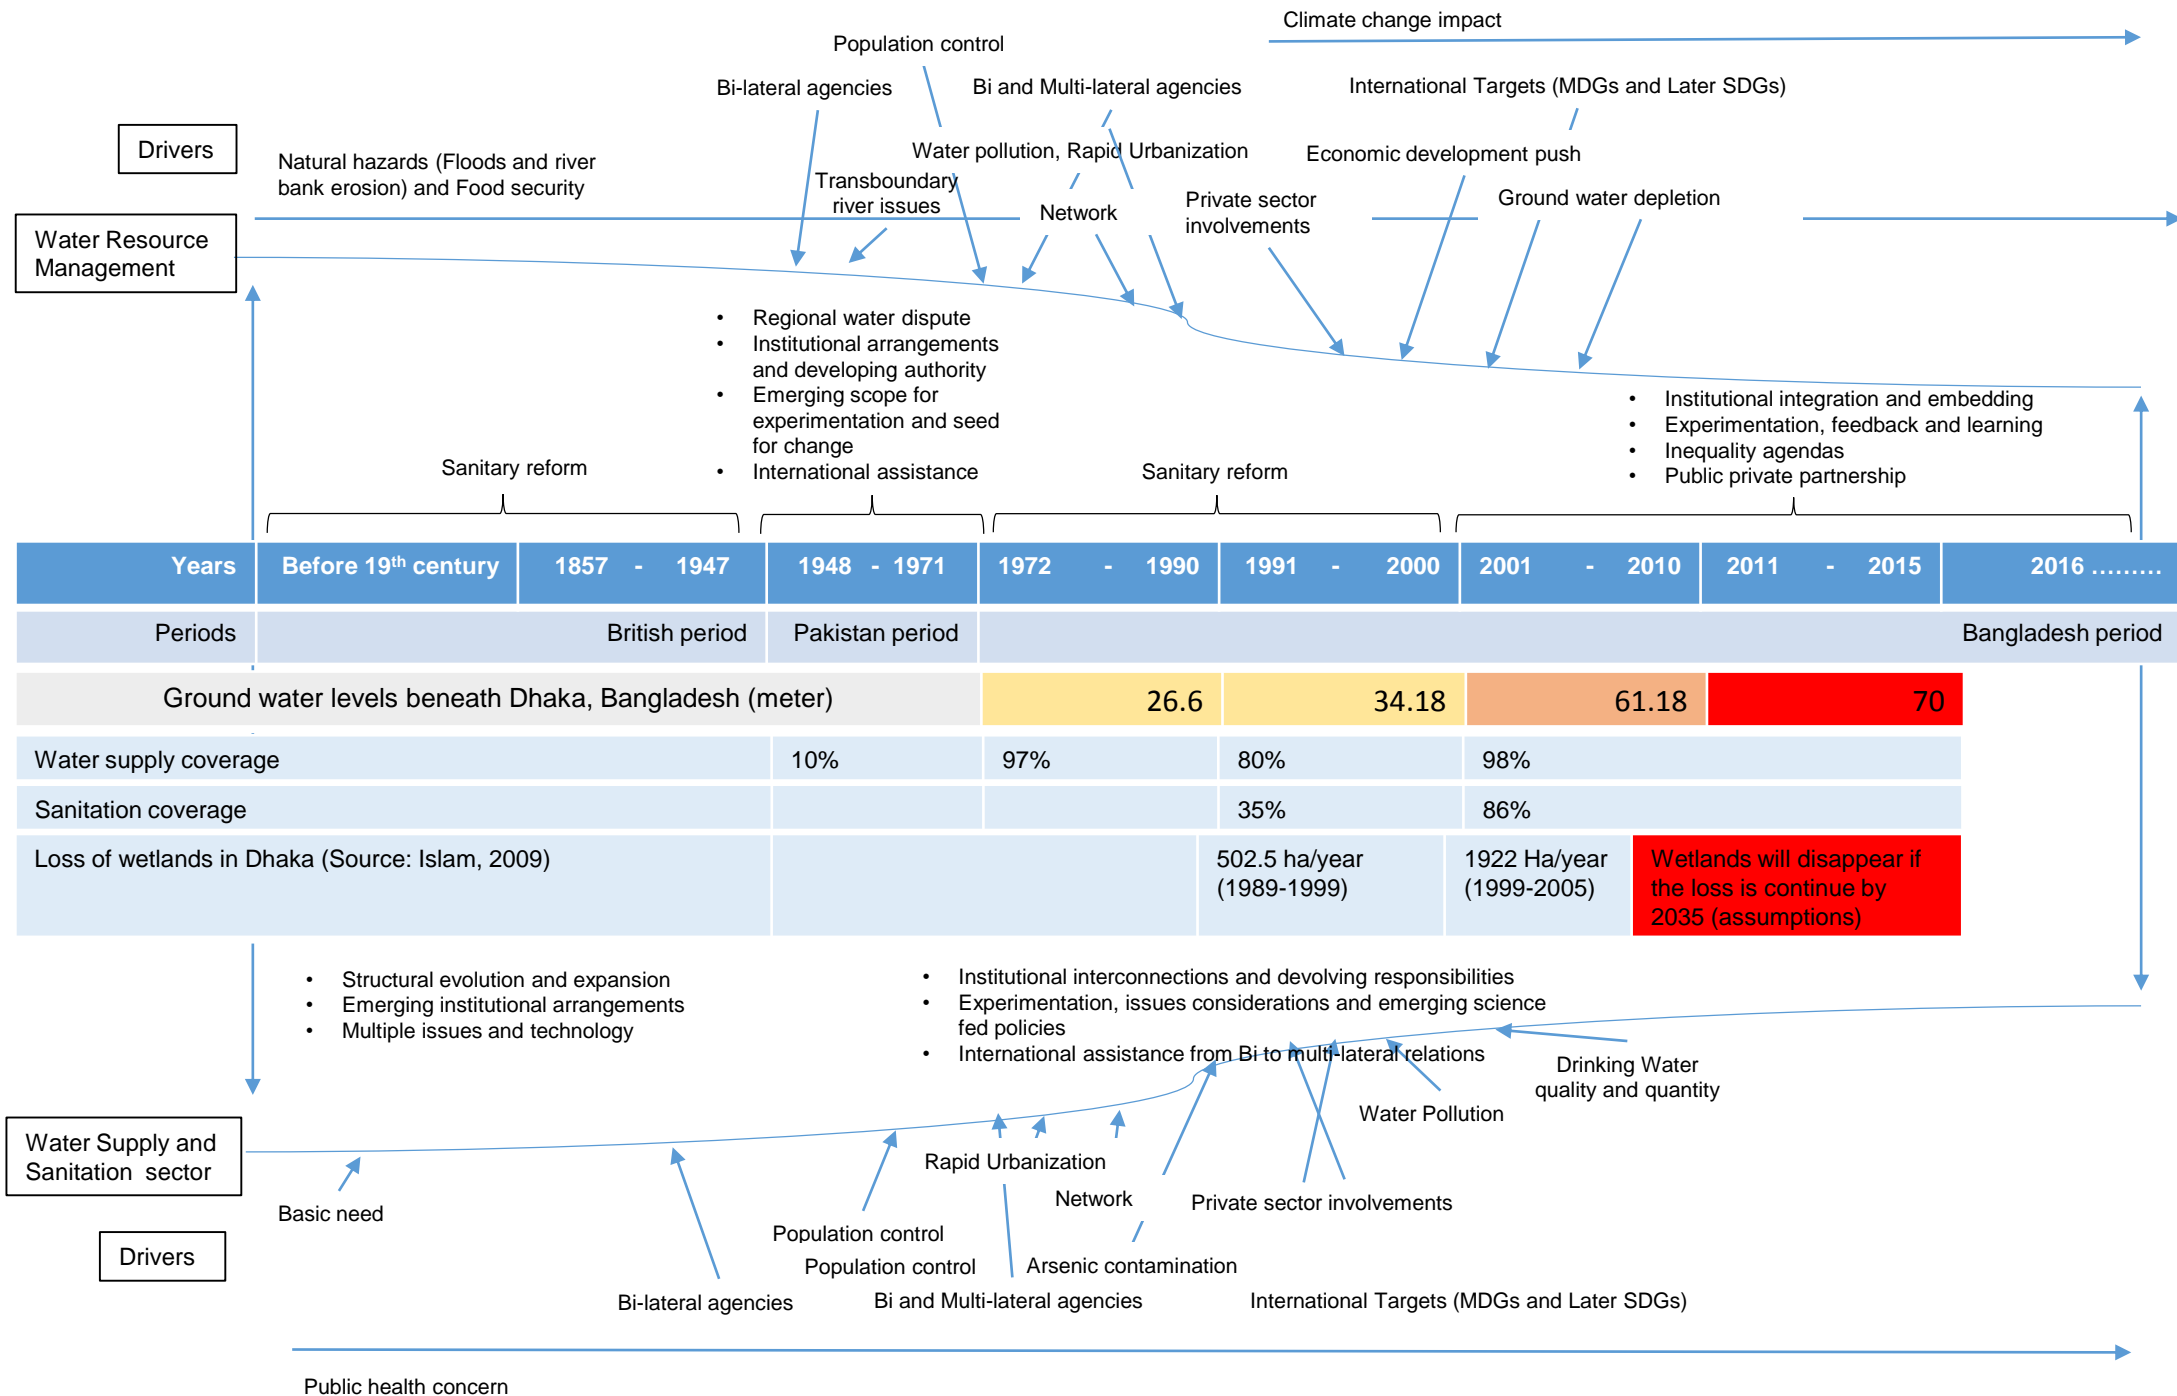 Climate change impact
Population control
Bi-lateral agencies
Bi and Multi-lateral agencies
International Targets (MDGs and Later SDGs)
Drivers
Natural hazards (Floods and river
bank erosion) and Food security
Water pollution, Rapid Urbanization
Economic development push
Transboundary
river issues
Network
Private sector
involvements
Ground water depletion
Water Resource
Management
• Regional water dispute
• Institutional arrangements
and developing authority
• Emerging scope for
experimentation and seed
for change
• International assistance
• Institutional integration and embedding
• Experimentation, feedback and learning
• Inequality agendas
• Public private partnership
Sanitary reform
Sanitary reform
Years Before 19th century 1857 - 1947 1948 - 1971 1972 - 1990 1991 - 2000 2001 - 2010 2011 - 2015 2016 .........
Periods British period Pakistan period Bangladesh period
Ground water levels beneath Dhaka, Bangladesh (meter) 26.6 34.18 61.18 70
Water supply coverage 10% 97% 80% 98%
Sanitation coverage 35% 86%
Loss of wetlands in Dhaka (Source: Islam, 2009)
502.5 ha/year
(1989-1999)
1922 Ha/year
(1999-2005)
Wetlands will disappear if
the loss is continue by
2035 (assumptions)
• Structural evolution and expansion
• Emerging institutional arrangements
• Multiple issues and technology
• Institutional interconnections and devolving responsibilities
• Experimentation, issues considerations and emerging science
fed policies
• International assistance from Bi to multi-lateral relations
Drinking Water
quality and quantity
Water Pollution
Water Supply and
Sanitation sector
Rapid Urbanization
Network
Private sector involvements
Basic need
Population control
Drivers
Population control
Arsenic contamination
Bi-lateral agencies
Bi and Multi-lateral agencies
International Targets (MDGs and Later SDGs)
Public health concern